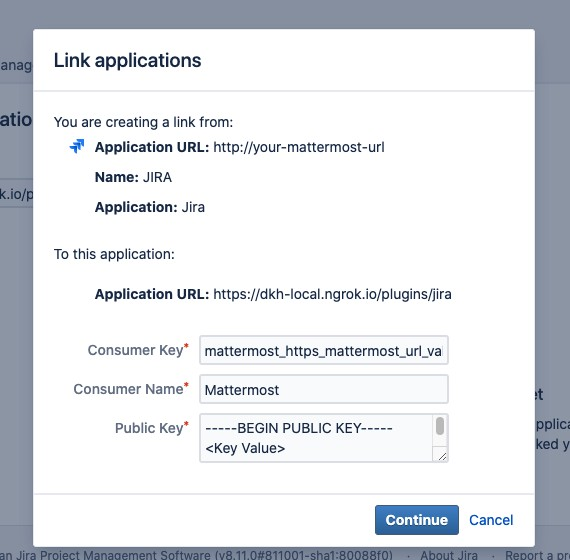 Link applications
anag
atio
You are creating a link from:
Application URL: http://your-mattermost-url
Name: JIRA
k.io/p
Application: Jira
To this application:
Application URL: https://dkh-local.ngrok.io/plugins/jira
Consumer Key* mattermost_https_mattermost_url_va
Consumer Name* Mattermost
et
Public Key* -----BEGIN PUBLIC KEY-----
applica
<Key Value>
ked y
Continue Cancel
an Jira Project Management Software (v8.11.0#811001-sha1:80088f0) · About Jira · Report a pro